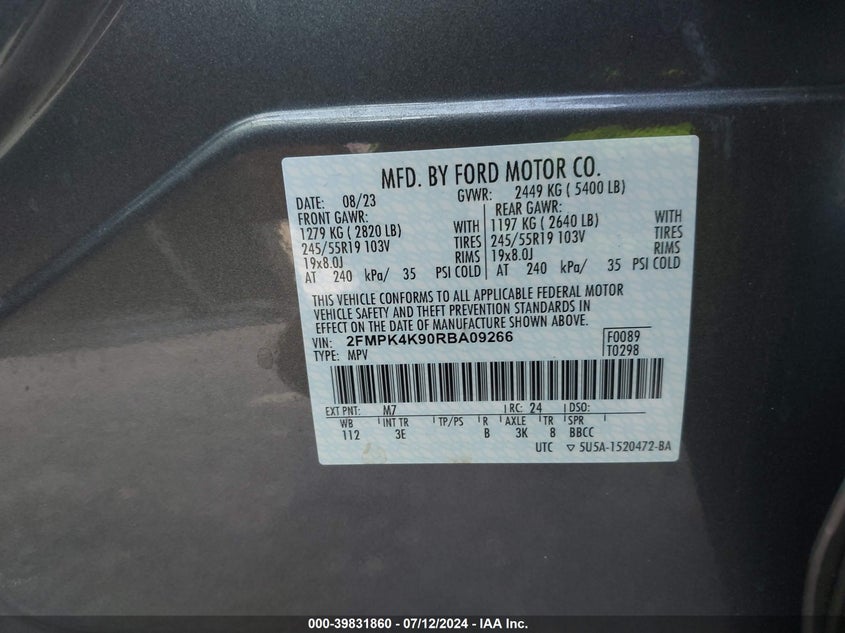 MFD. BY FORD MOTOR CO.
DATE: 08/23 GVWR: 2449 KG ( 5400 LB)
FRONT GAWR: REAR GAWR:
1279 KG ( 2820 LB) WITH 1197 KG ( 2640 LB) WITH
245/55R19 103V TIRES 245/55R19 103V TIRES
19x8.0J RIMS 19x8.0J RIMS
AT 240 kPa/ 35 PSI COLD AT 240 kPa/ 35 PSI COLD
THIS VEHICLE CONFORMS TO ALL APPLICABLE FEDERAL MOTOR
VEHICLE SAFETY AND THEFT PREVENTION STANDARDS IN
EFFECT ON THE DATE OF MANUFACTURE SHOWN ABOVE.
VIN: 2FMPK4K90RBA09266 F0089
TYPE: MPV T0298
EXT PNT: M7 RC: 24 DSO:
WB INT TR TP/PS R AXLE TR SPR
112 3E B 3K 8 BBCC
UTC ▽ 5U5A-1520472-BA
000-39831860 / 07/12/2024 - IAA Inc.